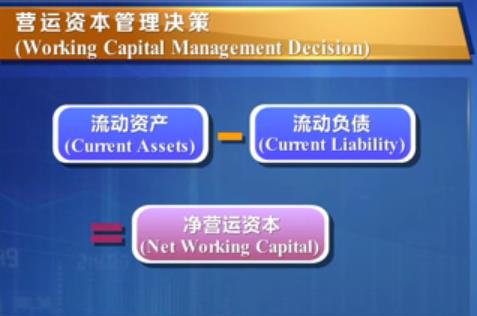 营运资本管理决策
(Working Capital Management Decision)
流动资产
(Current Assets)
流动负债
(Current Liability)
净营运资本
(Net Working Capital)